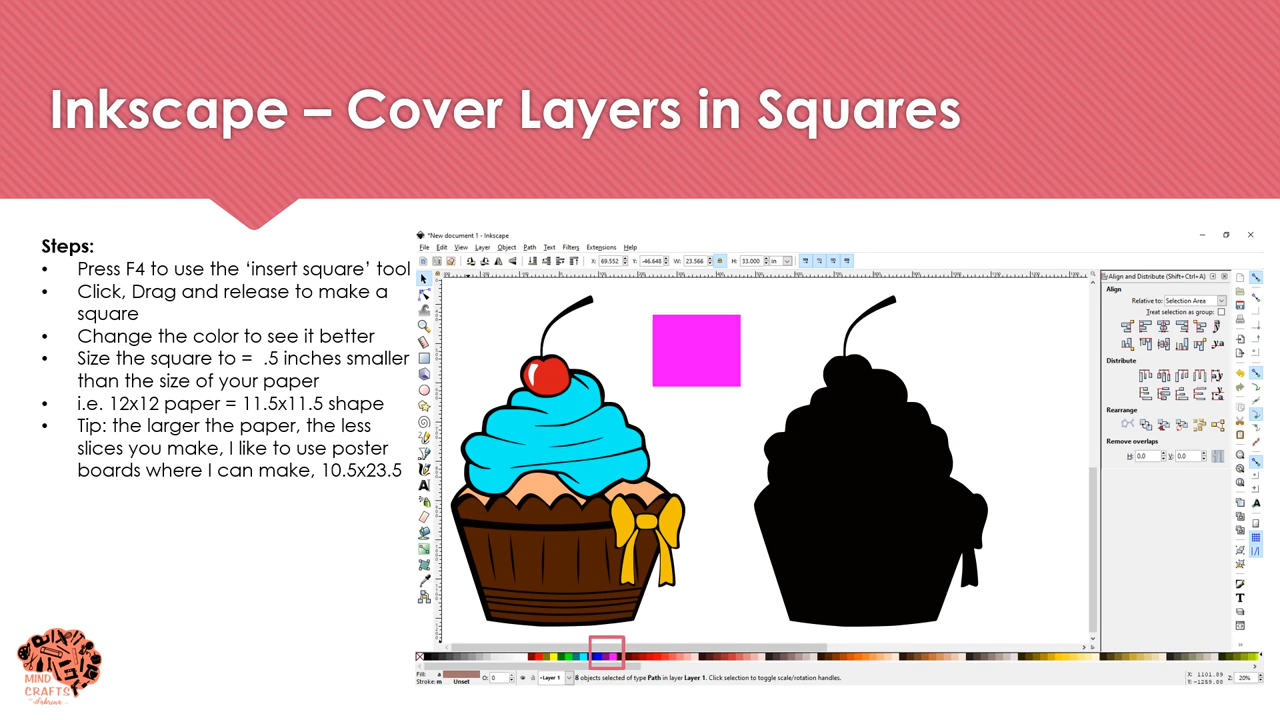 Inkscape – Cover Layers in Squares
Steps:
• Press F4 to use the ‘insert square’ tool
• Click, Drag and release to make a
square
• Change the color to see it better
• Size the square to = .5 inches smaller
than the size of your paper
• i.e. 12x12 paper = 11.5x11.5 shape
• Tip: the larger the paper, the less
slices you make, I like to use poster
boards where I can make, 10.5x23.5
MIND
CRAFTS
*New document 1 - Inkscape
File Edit View Layer Object Path Text Filters Extensions Help
X: 69.552 Y: -46.648 W: 23.566 H: 33.000 in
Align and Distribute (Shift+Ctrl+A)
Align
Relative to: Selection Area
Treat selection as group:
Distribute
Rearrange
Remove overlaps
H: 0.0 V: 0.0
Fill: a
Stroke: m Unset
O: 0
Layer 1
8 objects selected of type Path in layer Layer 1. Click selection to toggle scale/rotation handles.
X: 1101.89
Y: -1259.00
Z: 20%